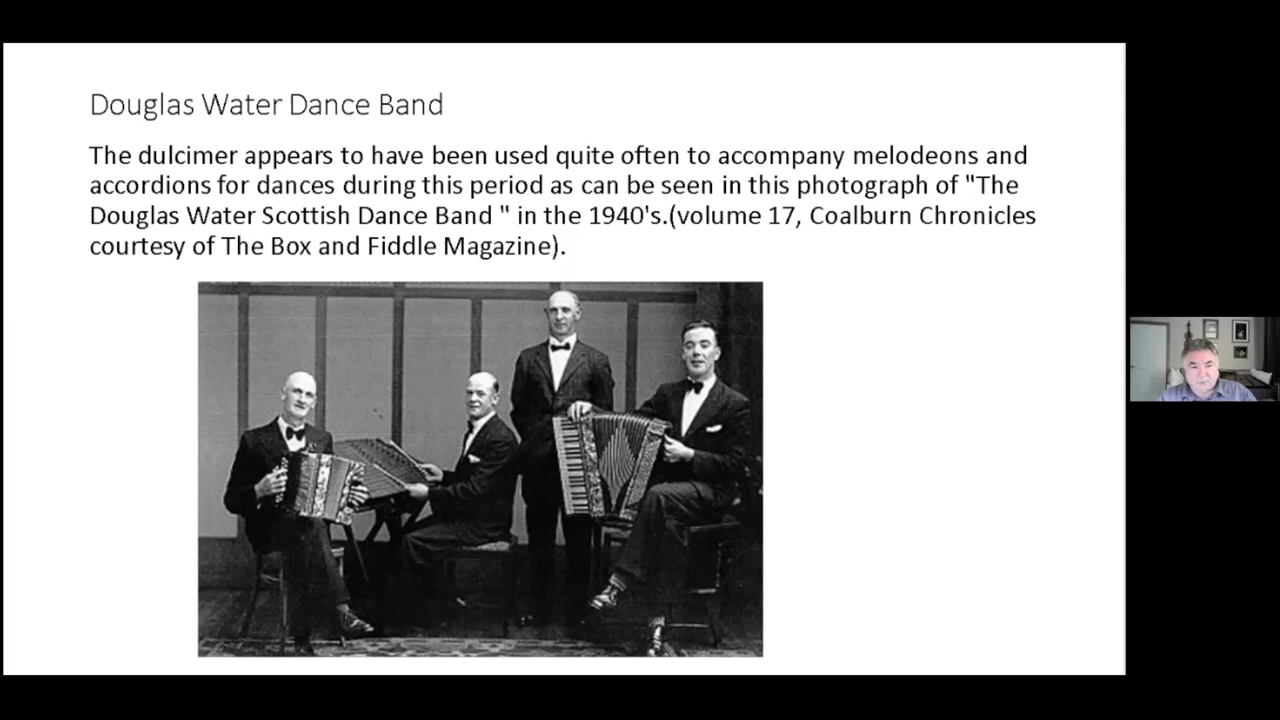 Douglas Water Dance Band
The dulcimer appears to have been used quite often to accompany melodeons and
accordions for dances during this period as can be seen in this photograph of "The
Douglas Water Scottish Dance Band " in the 1940's.(volume 17, Coalburn Chronicles
courtesy of The Box and Fiddle Magazine).